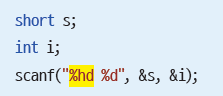 short s;
int i;
scanf("%hd %d", &s, &i);